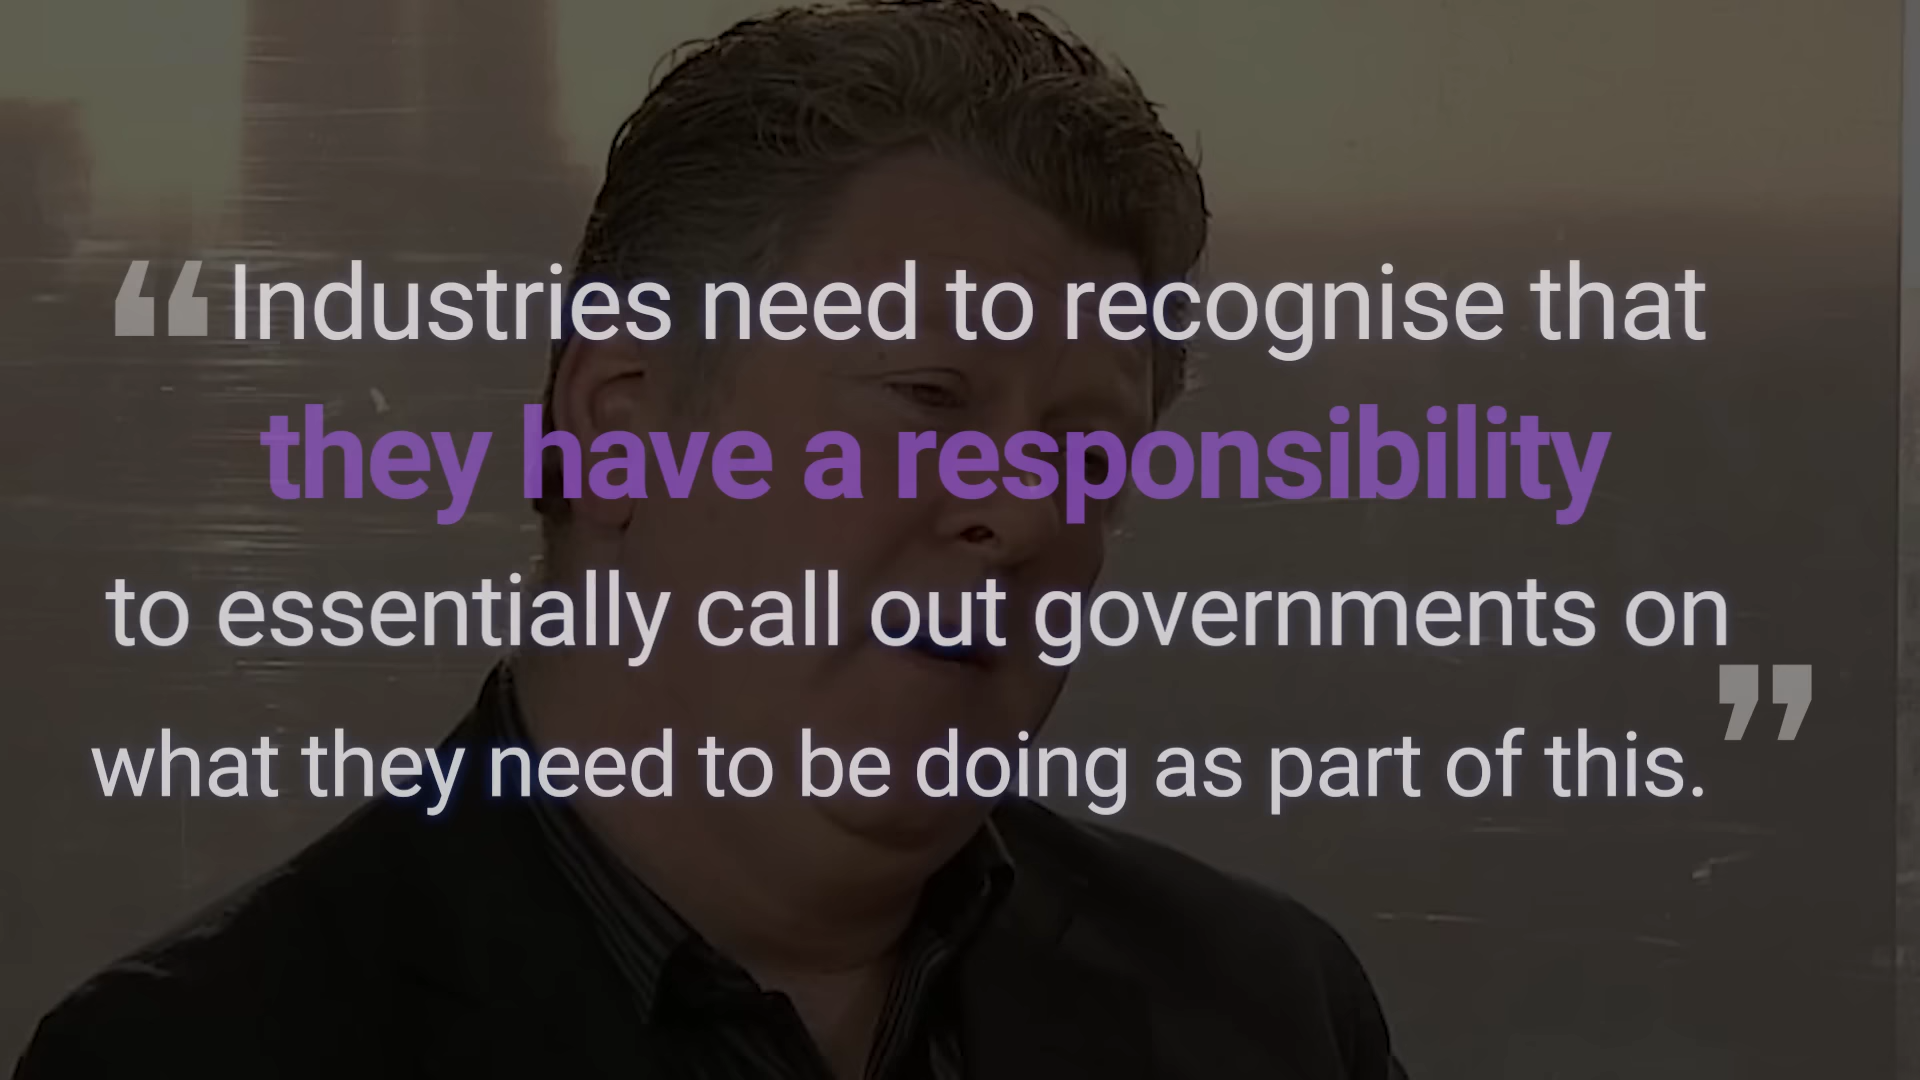 “Industries need to recognise that
they have a responsibility
to essentially call out governments on
what they need to be doing as part of this.”